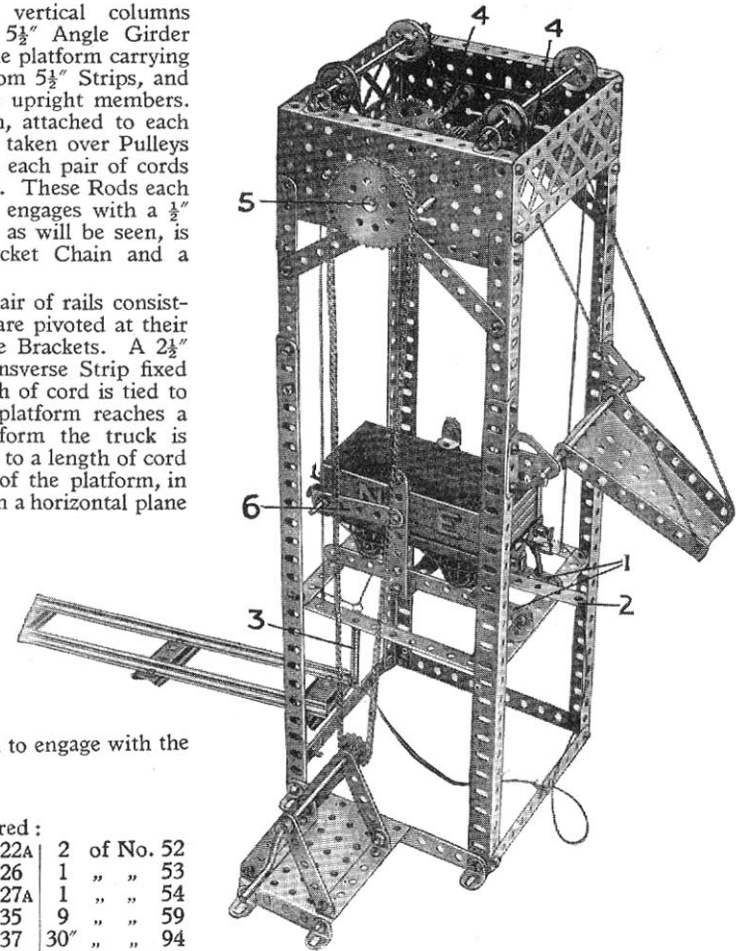 vertical columns
5½″ Angle Girder
e platform carrying
om 5½″ Strips, and
upright members.
n, attached to each
taken over Pulleys
each pair of cords
. These Rods each
engages with a ½″
as will be seen, is
cket Chain and a
air of rails consist-
are pivoted at their
e Brackets. A 2½″
nsverse Strip fixed
h of cord is tied to
platform reaches a
form the truck is
to a length of cord
of the platform, in
n a horizontal plane
to engage with the
red :
22A 2 of No. 52
26 1 „ „ 53
27A 1 „ „ 54
35 9 „ „ 59
37 30″ „ „ 94
4
4
5
N
6
E
1
2
3